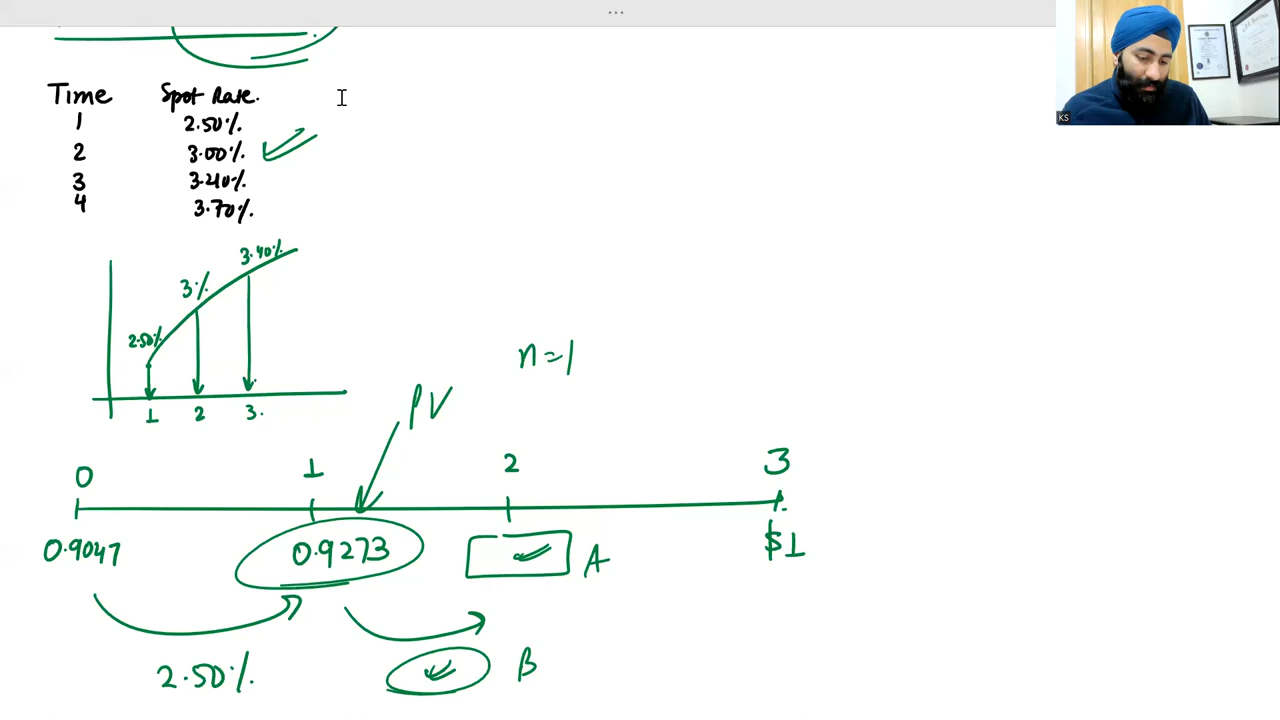 Time Spot Rate.
1 2.50%
2 3.00%
3 3.40%
4 3.70%
3.40%
3%
2.50%
1 2 3.
n=1
PV
0 1 2 3
0.9047 0.9273 A $1
2.50% B
KS